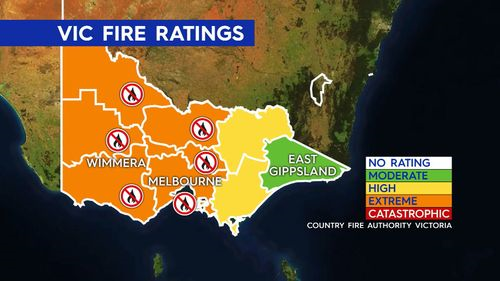 VIC FIRE RATINGS
WIMMERA
MELBOURNE
EAST
GIPPSLAND
NO RATING
MODERATE
HIGH
EXTREME
CATASTROPHIC
COUNTRY FIRE AUTHORITY VICTORIA